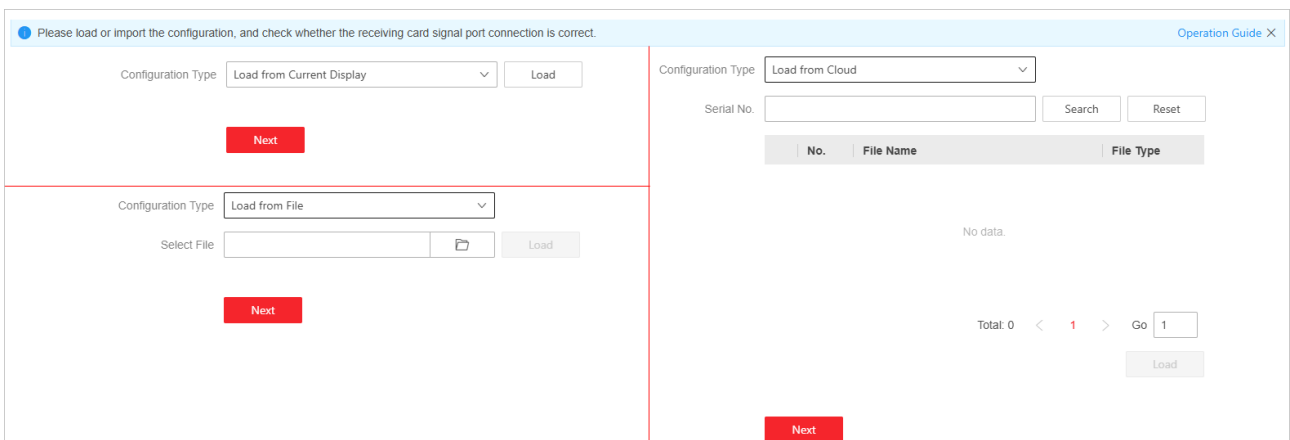 Please load or import the configuration, and check whether the receiving card signal port connection is correct. Operation Guide
Configuration Type Load from Current Display Load
Next
Configuration Type Load from File
Select File Load
Next
Configuration Type Load from Cloud
Serial No. Search Reset
No. File Name File Type
No data.
Total: 0 < 1 > Go 1
Load
Next